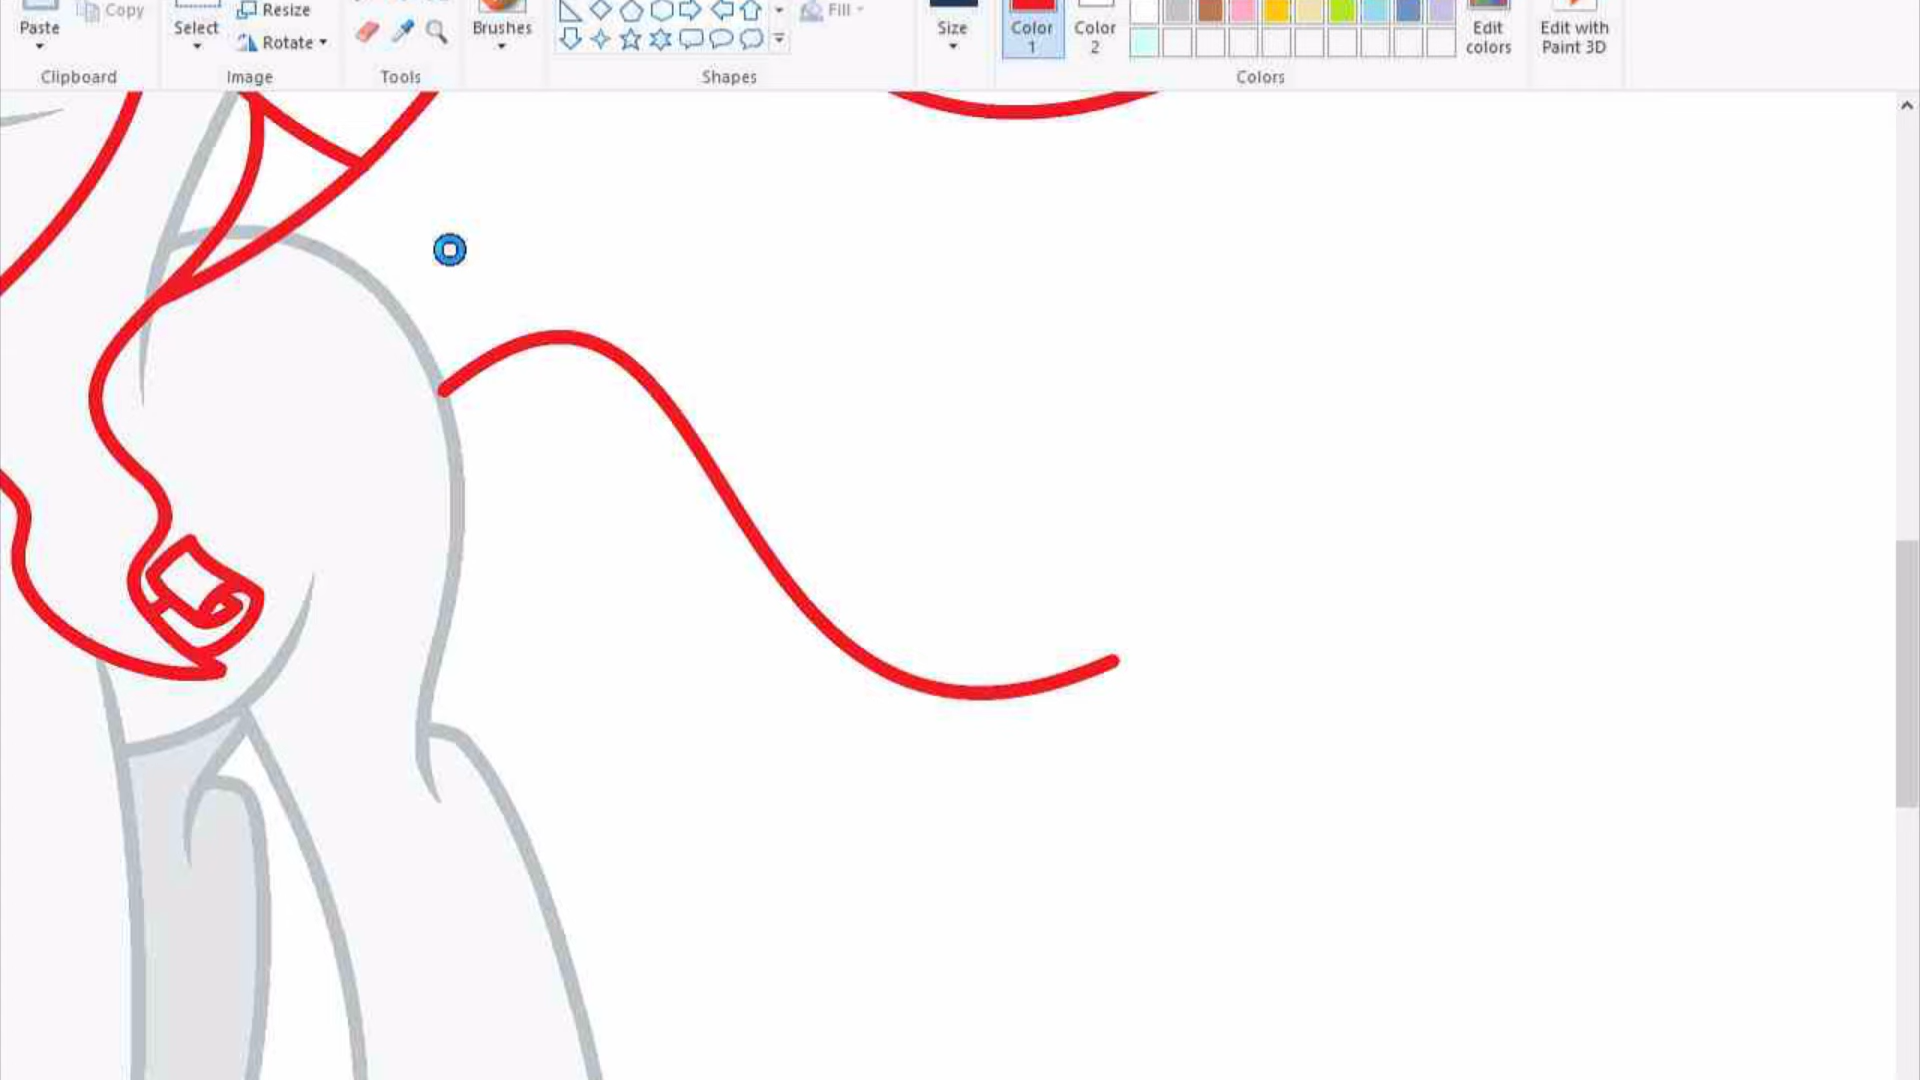 Paste
Copy
Clipboard
Select
Resize
Rotate
Image
Tools
Brushes
Shapes
Fill
Size
Color
1
Color
2
Colors
Edit
colors
Edit with
Paint 3D